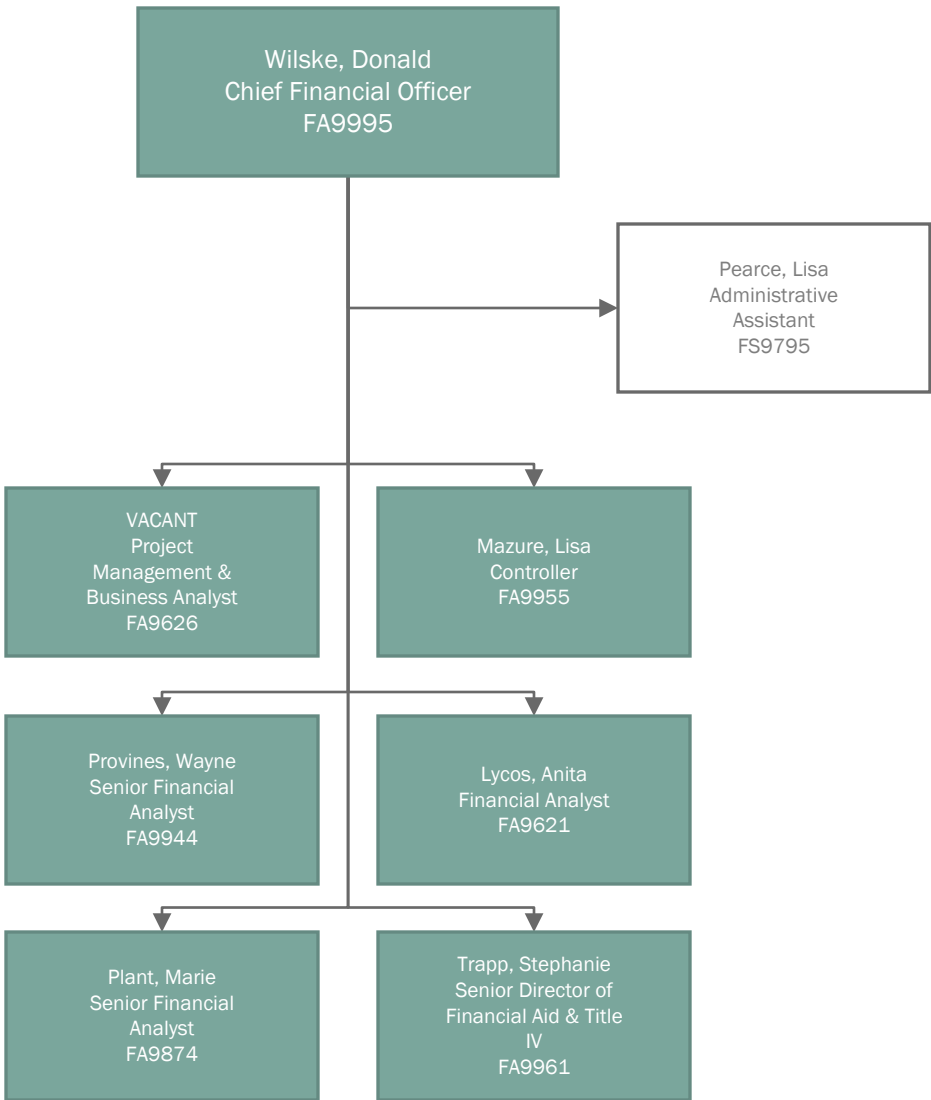 Wilske, Donald
Chief Financial Officer
FA9995
Pearce, Lisa
Administrative
Assistant
FS9795
VACANT
Project
Management &
Business Analyst
FA9626
Mazure, Lisa
Controller
FA9955
Provines, Wayne
Senior Financial
Analyst
FA9944
Lycos, Anita
Financial Analyst
FA9621
Plant, Marie
Senior Financial
Analyst
FA9874
Trapp, Stephanie
Senior Director of
Financial Aid & Title
IV
FA9961